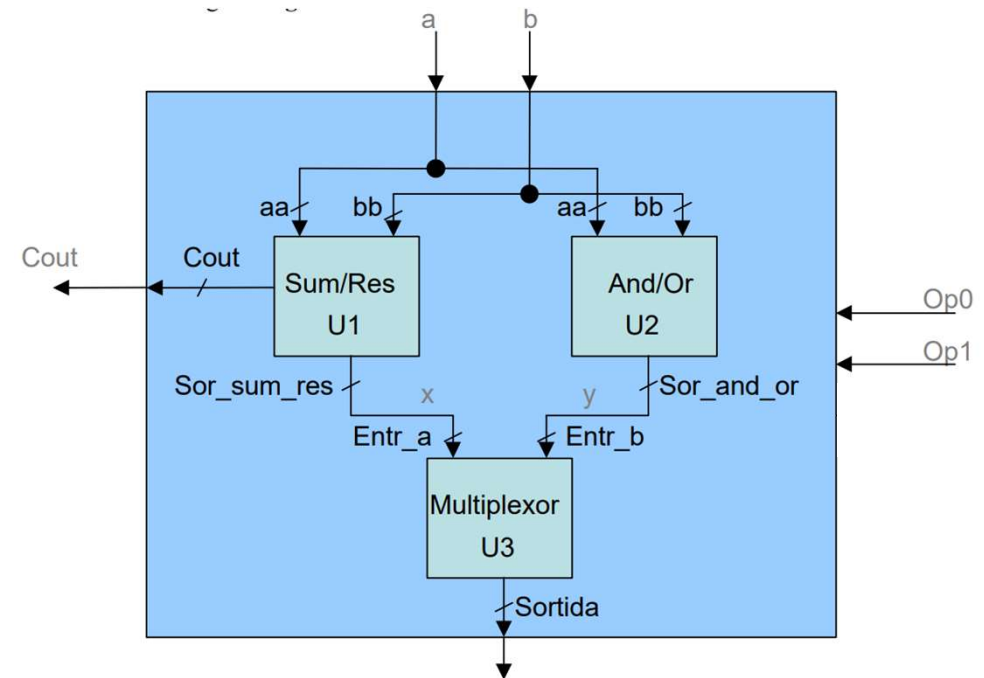 a
b
aa
bb
aa
bb
Cout
Cout
Sum/Res
U1
And/Or
U2
Op0
Op1
Sor_sum_res
x
y
Sor_and_or
Entr_a
Entr_b
Multiplexor
U3
Sortida